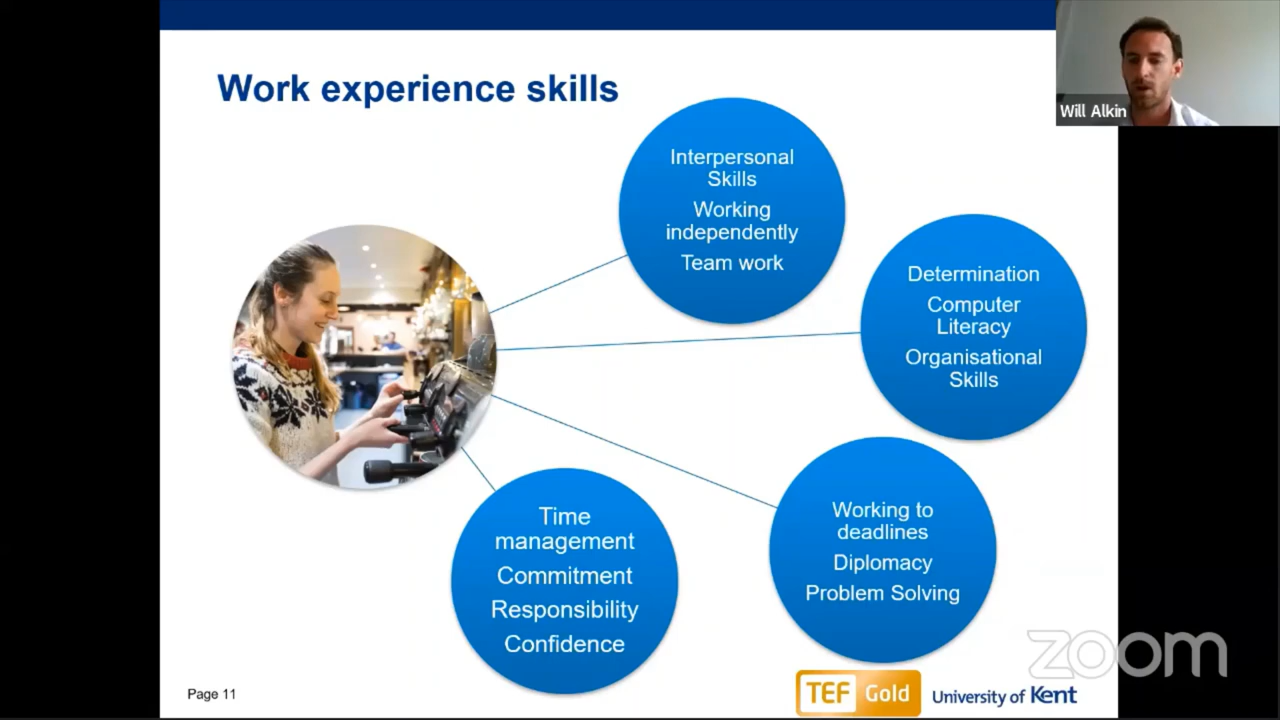 Work experience skills
Will Alkin
Interpersonal
Skills
Working
independently
Team work
Determination
Computer
Literacy
Organisational
Skills
Working to
deadlines
Diplomacy
Problem Solving
Time
management
Commitment
Responsibility
Confidence
Page 11
TEF Gold
University of Kent
zoom